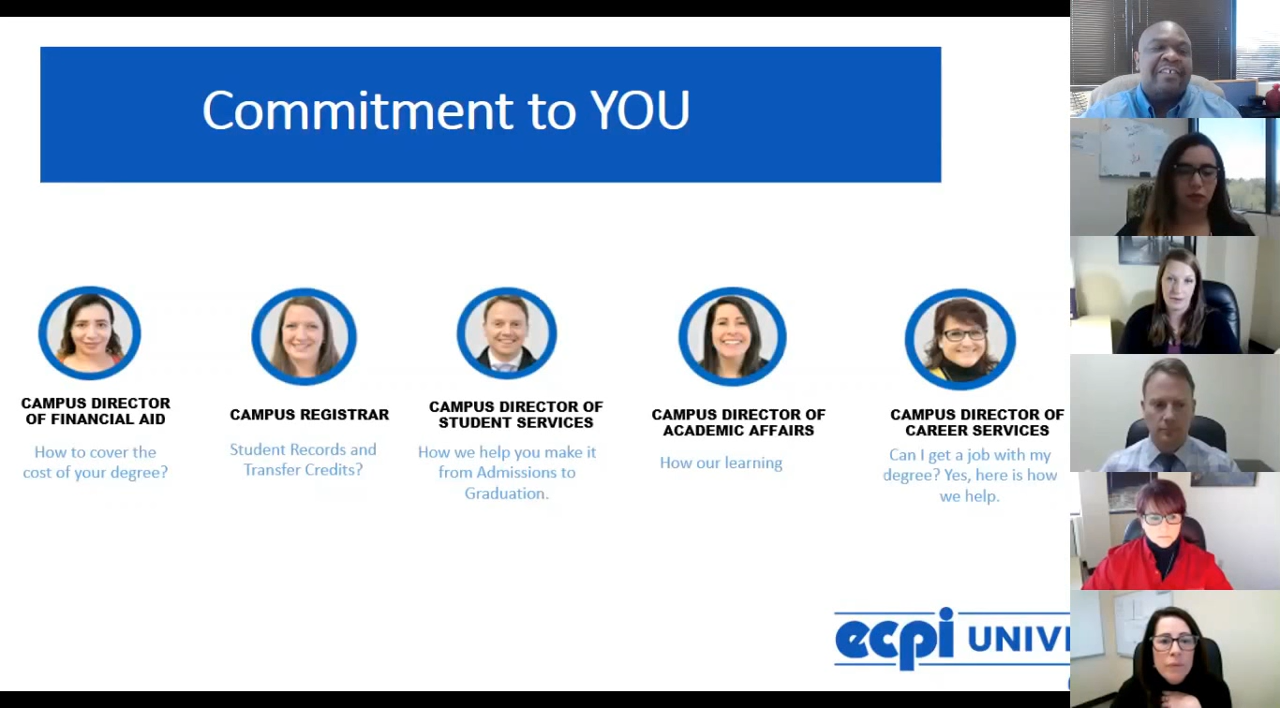 Commitment to YOU
CAMPUS DIRECTOR
OF FINANCIAL AID
How to cover the
cost of your degree?
CAMPUS REGISTRAR
Student Records and
Transfer Credits?
CAMPUS DIRECTOR OF
STUDENT SERVICES
How we help you make it
from Admissions to
Graduation.
CAMPUS DIRECTOR OF
ACADEMIC AFFAIRS
How our learning
CAMPUS DIRECTOR OF
CAREER SERVICES
Can I get a job with my
degree? Yes, here is how
we help.
ecpi UNIV